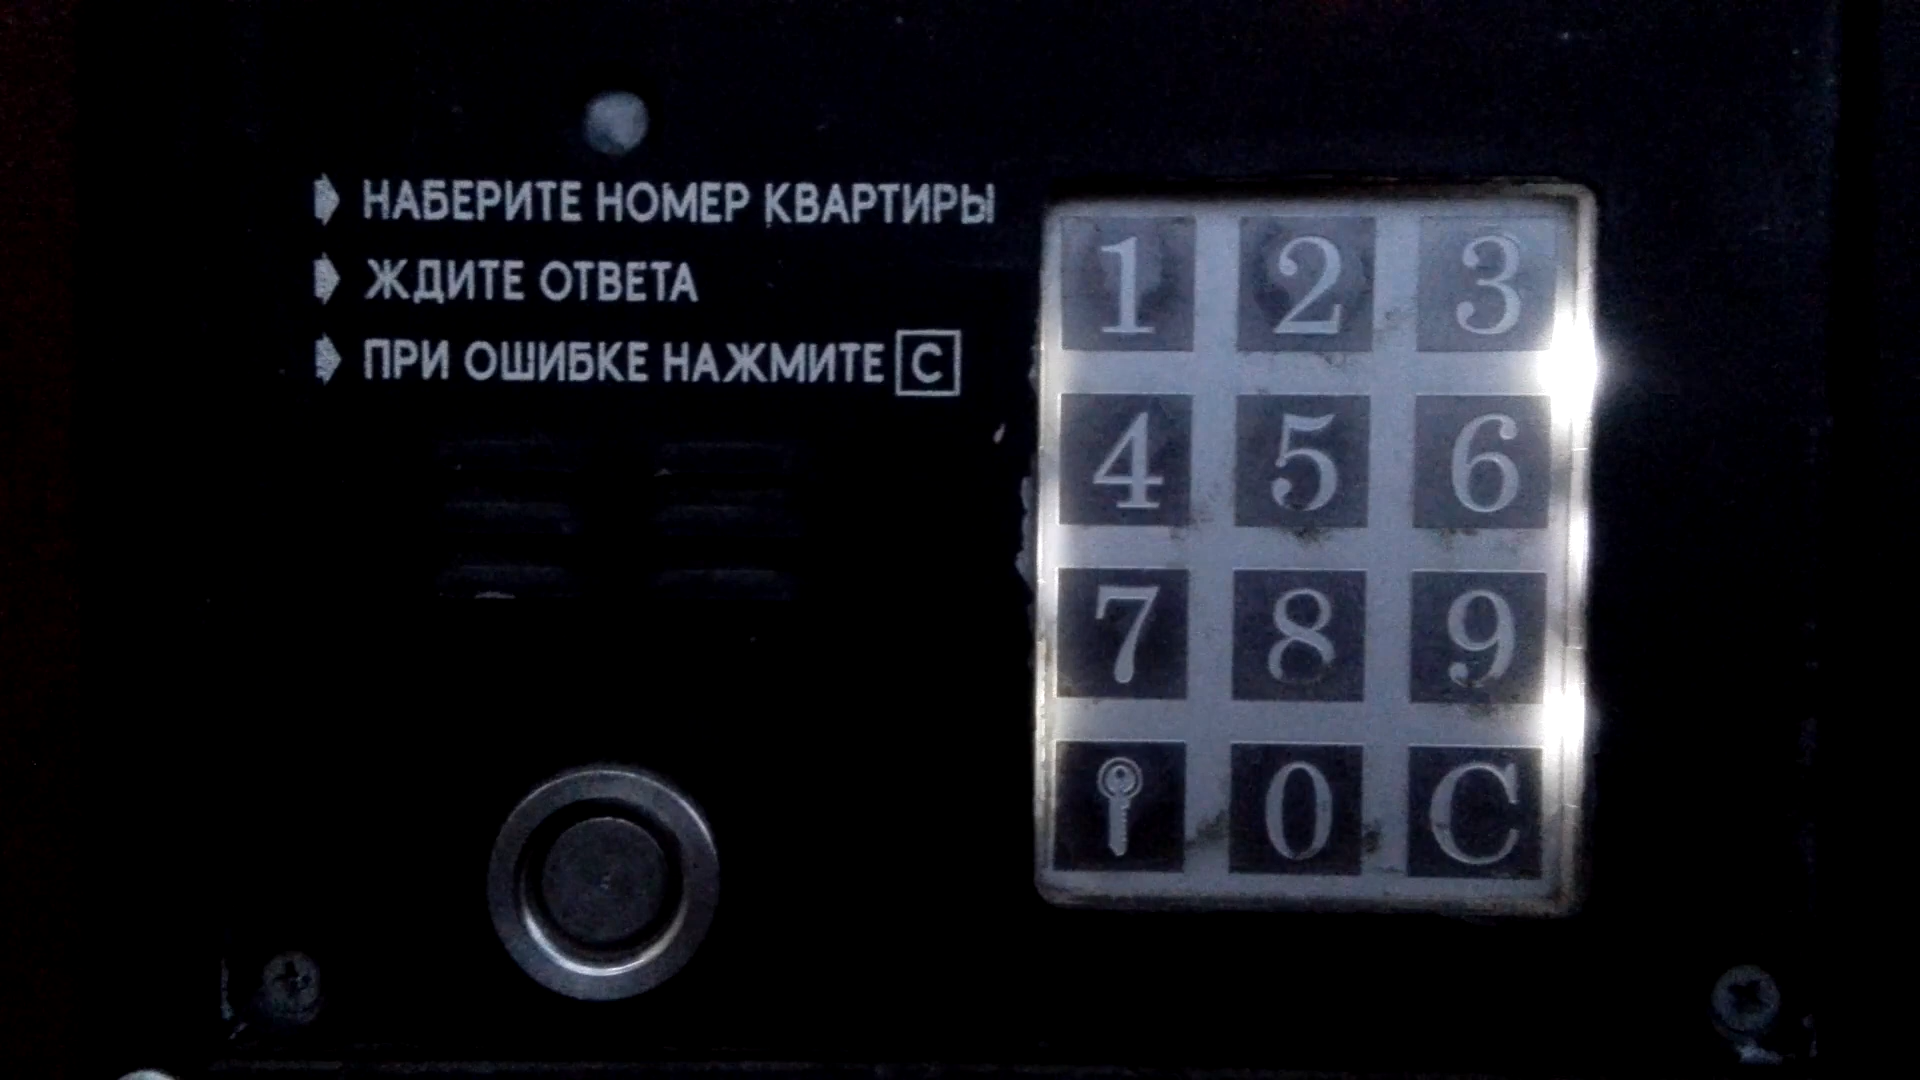 НАБЕРИТЕ НОМЕР КВАРТИРЫ
ЖДИТЕ ОТВЕТА
ПРИ ОШИБКЕ НАЖМИТЕ C
1 2 3
4 5 6
7 8 9
0 C